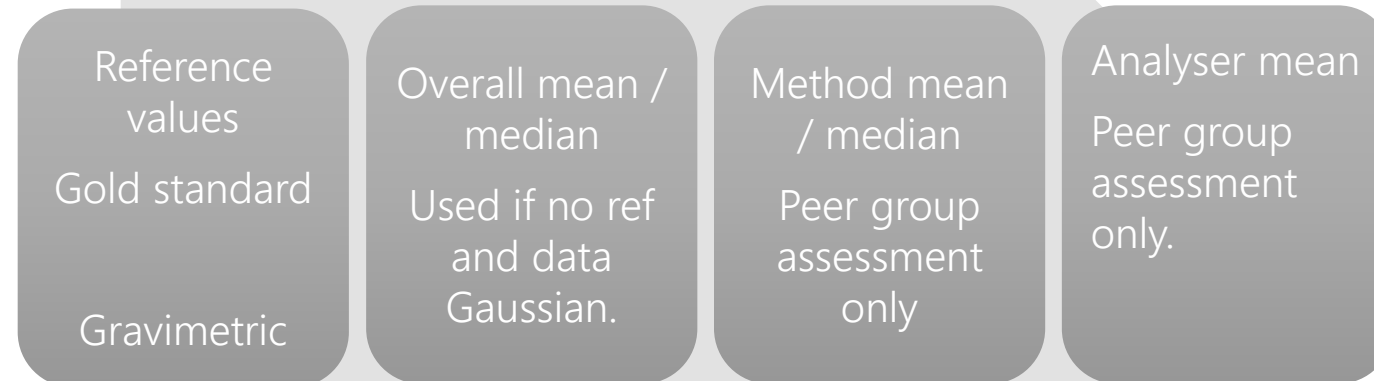 Reference
values
Gold standard
Gravimetric
Overall mean /
median
Used if no ref
and data
Gaussian.
Method mean
/ median
Peer group
assessment
only
Analyser mean
Peer group
assessment
only.